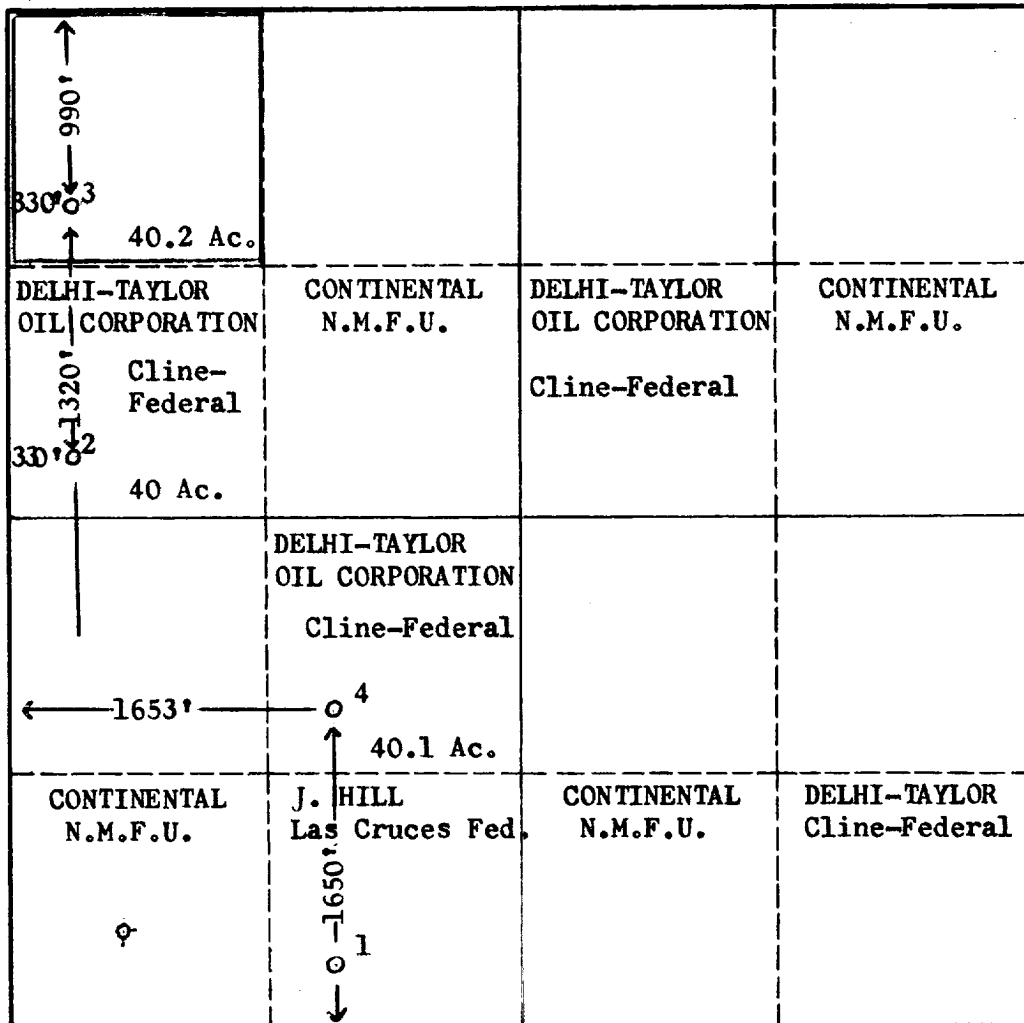 990'
330' 3
40.2 Ac.
DELHI-TAYLOR
OIL CORPORATION
Cline-
Federal
1320'
330' 2
40 Ac.
CONTINENTAL
N.M.F.U.
DELHI-TAYLOR
OIL CORPORATION
Cline-Federal
CONTINENTAL
N.M.F.U.
DELHI-TAYLOR
OIL CORPORATION
Cline-Federal
1653'
4
40.1 Ac.
CONTINENTAL
N.M.F.U.
J. HILL
Las Cruces Fed.
1650'
1
CONTINENTAL
N.M.F.U.
DELHI-TAYLOR
Cline-Federal